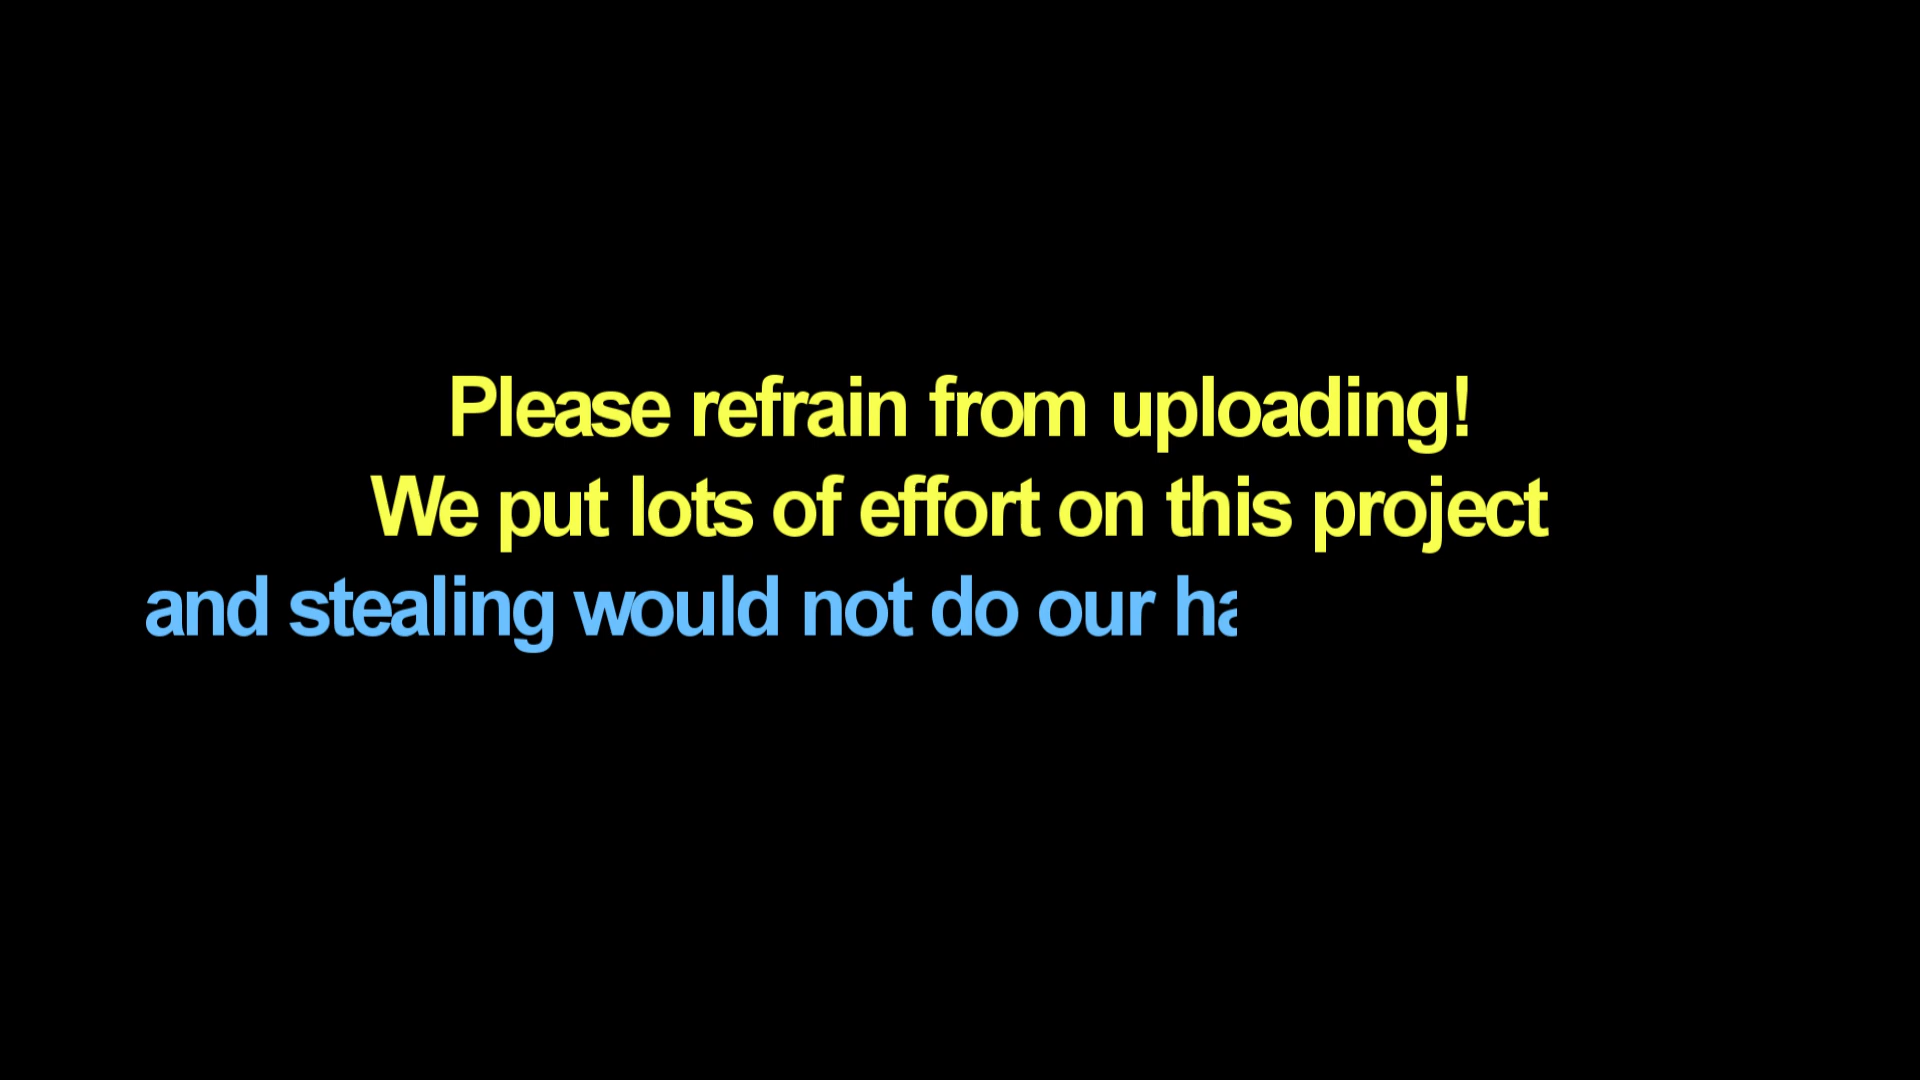 Please refrain from uploading!
We put lots of effort on this project
and stealing would not do our